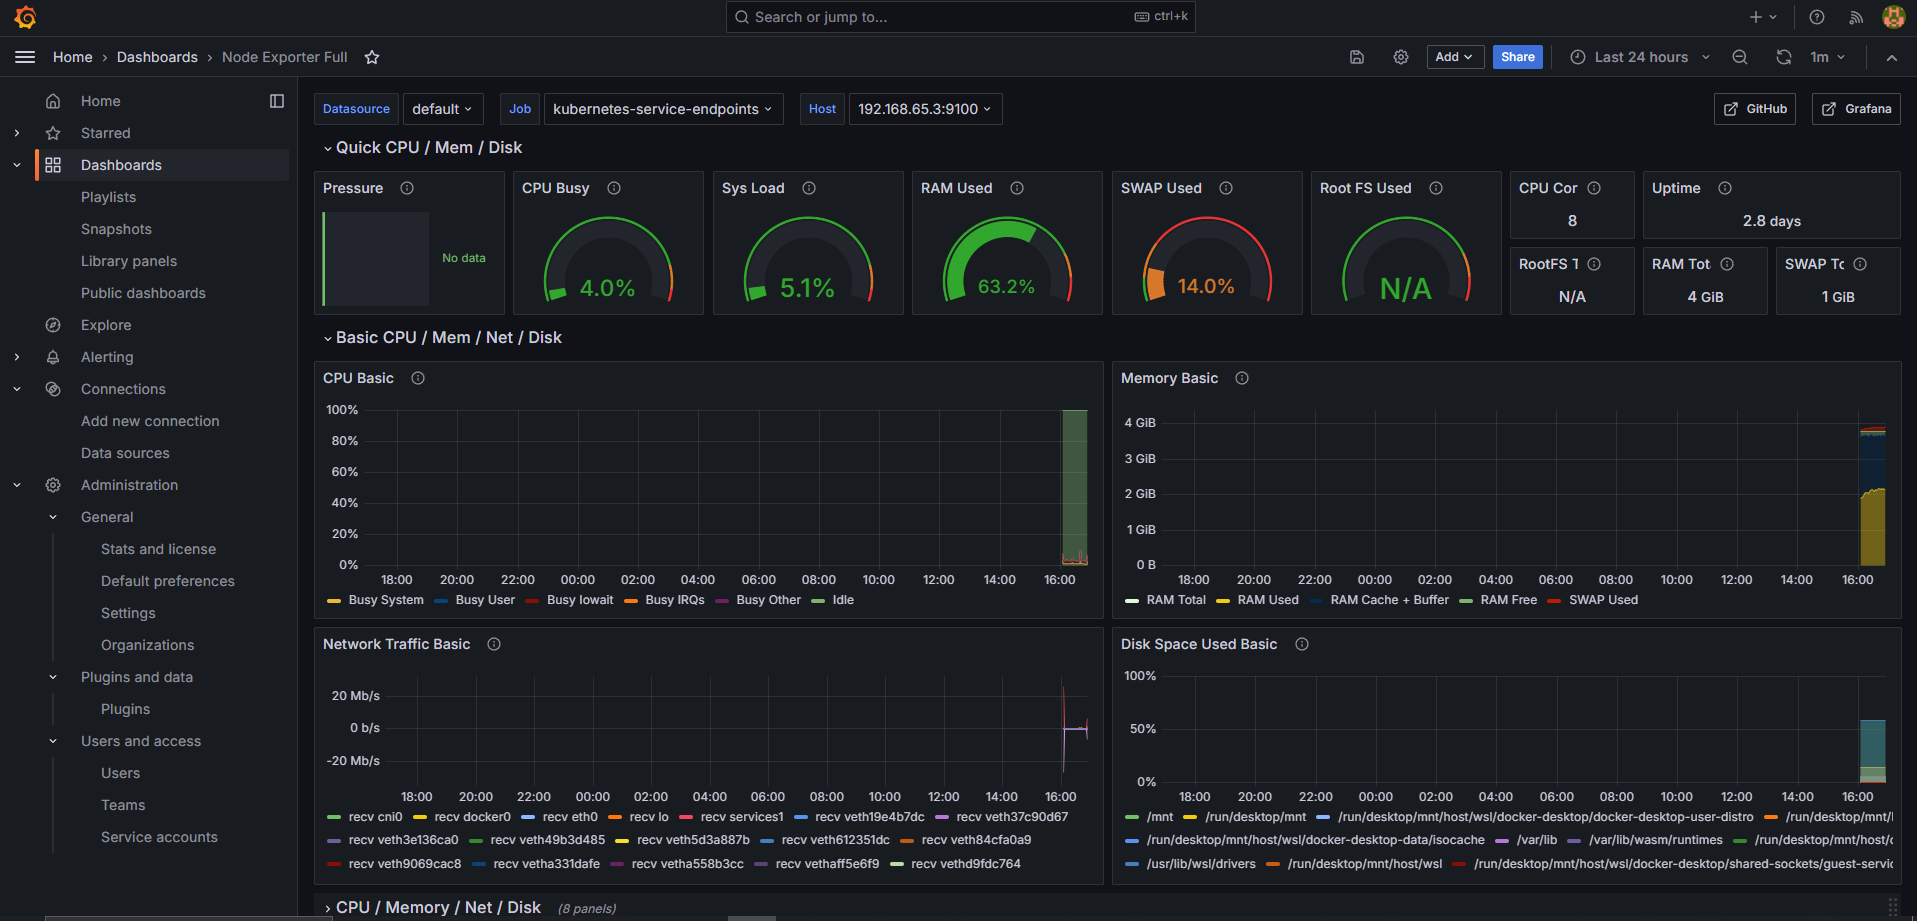 Search or jump to...
ctrl+k
Home
Dashboards
Node Exporter Full
Add
Share
Last 24 hours
1m
Home
Starred
Dashboards
Playlists
Snapshots
Library panels
Public dashboards
Explore
Alerting
Connections
Add new connection
Data sources
Administration
General
Stats and license
Default preferences
Settings
Organizations
Plugins and data
Plugins
Users and access
Users
Teams
Service accounts
Datasource default Job kubernetes-service-endpoints Host 192.168.65.3:9100 GitHub Grafana
Quick CPU / Mem / Disk
Pressure
No data
CPU Busy
4.0%
Sys Load
5.1%
RAM Used
63.2%
SWAP Used
14.0%
Root FS Used
N/A
CPU Cor
8
Uptime
2.8 days
RootFS T
N/A
RAM Tot
4 GiB
SWAP Tc
1 GiB
Basic CPU / Mem / Net / Disk
CPU Basic
100%
80%
60%
40%
20%
0%
18:00 20:00 22:00 00:00 02:00 04:00 06:00 08:00 10:00 12:00 14:00 16:00
Busy System Busy User Busy Iowait Busy IRQs Busy Other Idle
Memory Basic
4 GiB
3 GiB
2 GiB
1 GiB
0 B
18:00 20:00 22:00 00:00 02:00 04:00 06:00 08:00 10:00 12:00 14:00 16:00
RAM Total RAM Used RAM Cache + Buffer RAM Free SWAP Used
Network Traffic Basic
20 Mb/s
0 b/s
-20 Mb/s
18:00 20:00 22:00 00:00 02:00 04:00 06:00 08:00 10:00 12:00 14:00 16:00
recv cni0 recv docker0 recv eth0 recv lo recv services1 recv veth19e4b7dc recv veth37c90d67
recv veth3e136ca0 recv veth49b3d485 recv veth5d3a887b recv veth612351dc recv veth84cfa0a9
recv veth9069cac8 recv vetha331dafe recv vetha558b3cc recv vethaff5e6f9 recv vethd9fdc764
Disk Space Used Basic
100%
50%
0%
18:00 20:00 22:00 00:00 02:00 04:00 06:00 08:00 10:00 12:00 14:00 16:00
/mnt /run/desktop/mnt /run/desktop/mnt/host/wsl/docker-desktop/docker-desktop-user-distro /run/desktop/mnt/
/run/desktop/mnt/host/wsl/docker-desktop-data/isocache /var/lib /var/lib/wasm/runtimes /run/desktop/mnt/host/
/usr/lib/wsl/drivers /run/desktop/mnt/host/wsl /run/desktop/mnt/host/wsl/docker-desktop/shared-sockets/guest-servic
CPU / Memory / Net / Disk (8 panels)